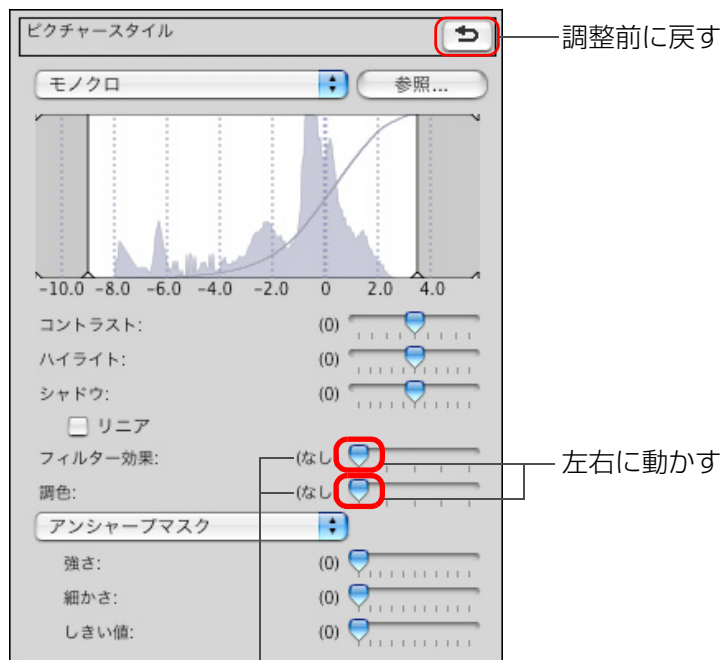 ピクチャースタイル
調整前に戻す
モノクロ
参照...
-10.0 -8.0 -6.0 -4.0 -2.0 0 2.0 4.0
コントラスト: (0)
ハイライト: (0)
シャドウ: (0)
リニア
フィルター効果: (なし
左右に動かす
調色: (なし
アンシャープマスク
強さ: (0)
細かさ: (0)
しきい値: (0)